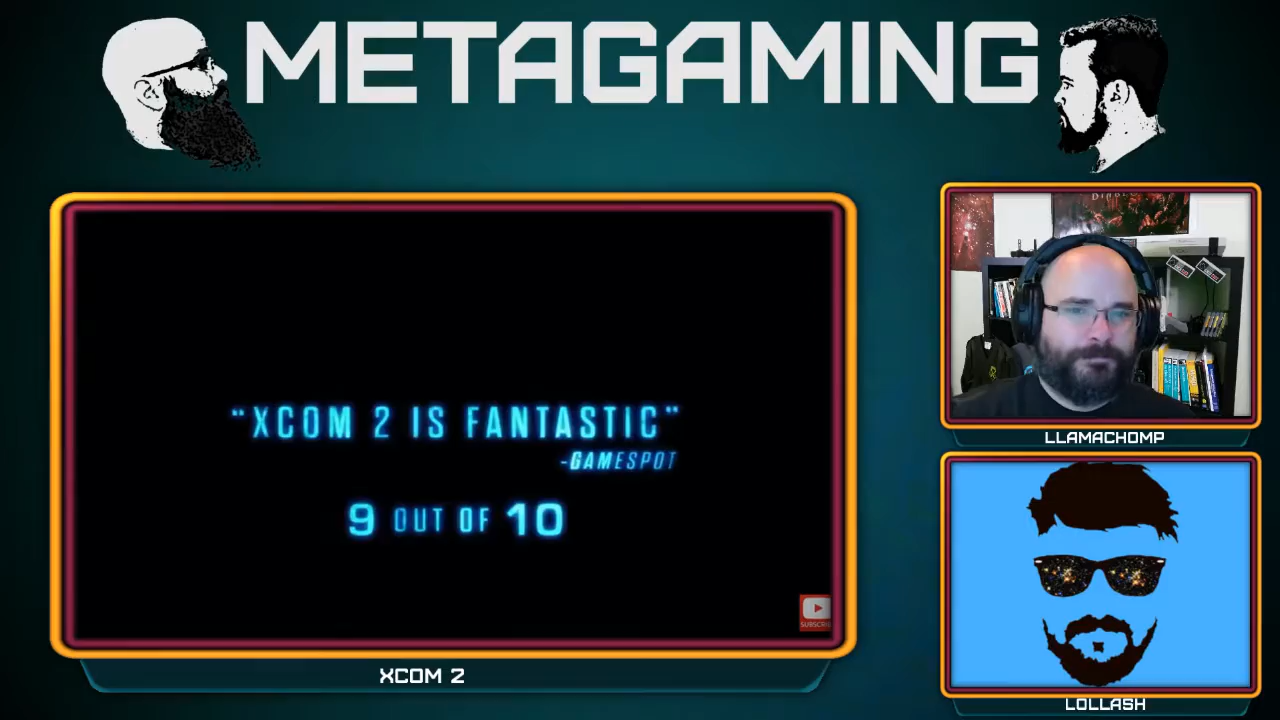 METAGAMING
"XCOM 2 IS FANTASTIC"
-GAMESPOT
9 OUT OF 10
XCOM 2
LLAMACHOMP
LOLLASH